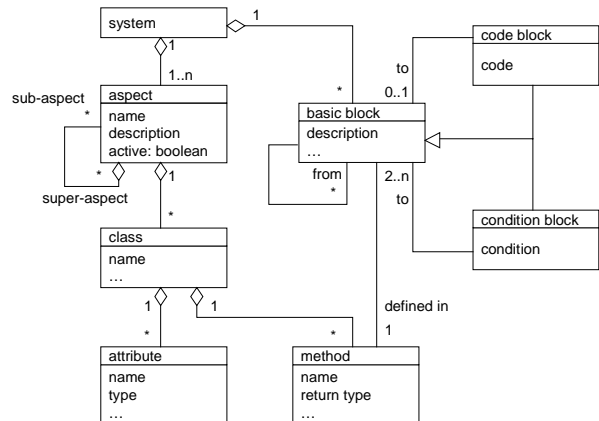 system
1
1
1..n
sub-aspect
*
aspect
name
description
active: boolean
*
super-aspect
1
*
class
name
…
1
1
*
*
attribute
name
type
…
method
name
return type
…
*
basic block
description
…
from
*
to
0..1
2..n
to
defined in
1
code block
code
condition block
condition